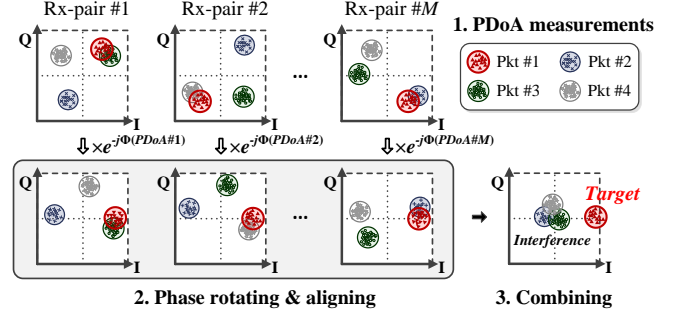 Rx-pair #1
Rx-pair #2
Rx-pair #M
1. PDoA measurements
Q
I
Q
I
...
Q
I
Pkt #1
Pkt #2
Pkt #3
Pkt #4
×e^-jΦ(PDoA#1)
×e^-jΦ(PDoA#2)
×e^-jΦ(PDoA#M)
Q
I
Q
I
...
Q
I
Q
I
Target
Interference
2. Phase rotating & aligning
3. Combining